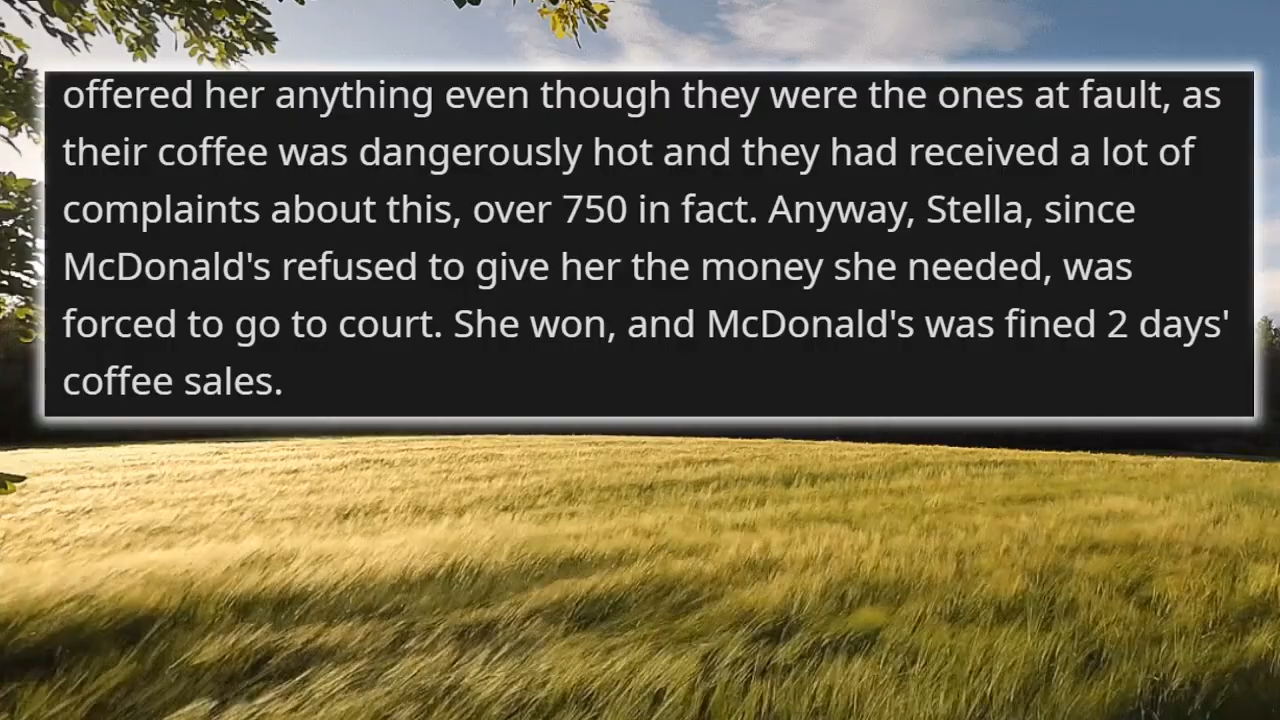 offered her anything even though they were the ones at fault, as
their coffee was dangerously hot and they had received a lot of
complaints about this, over 750 in fact. Anyway, Stella, since
McDonald's refused to give her the money she needed, was
forced to go to court. She won, and McDonald's was fined 2 days'
coffee sales.